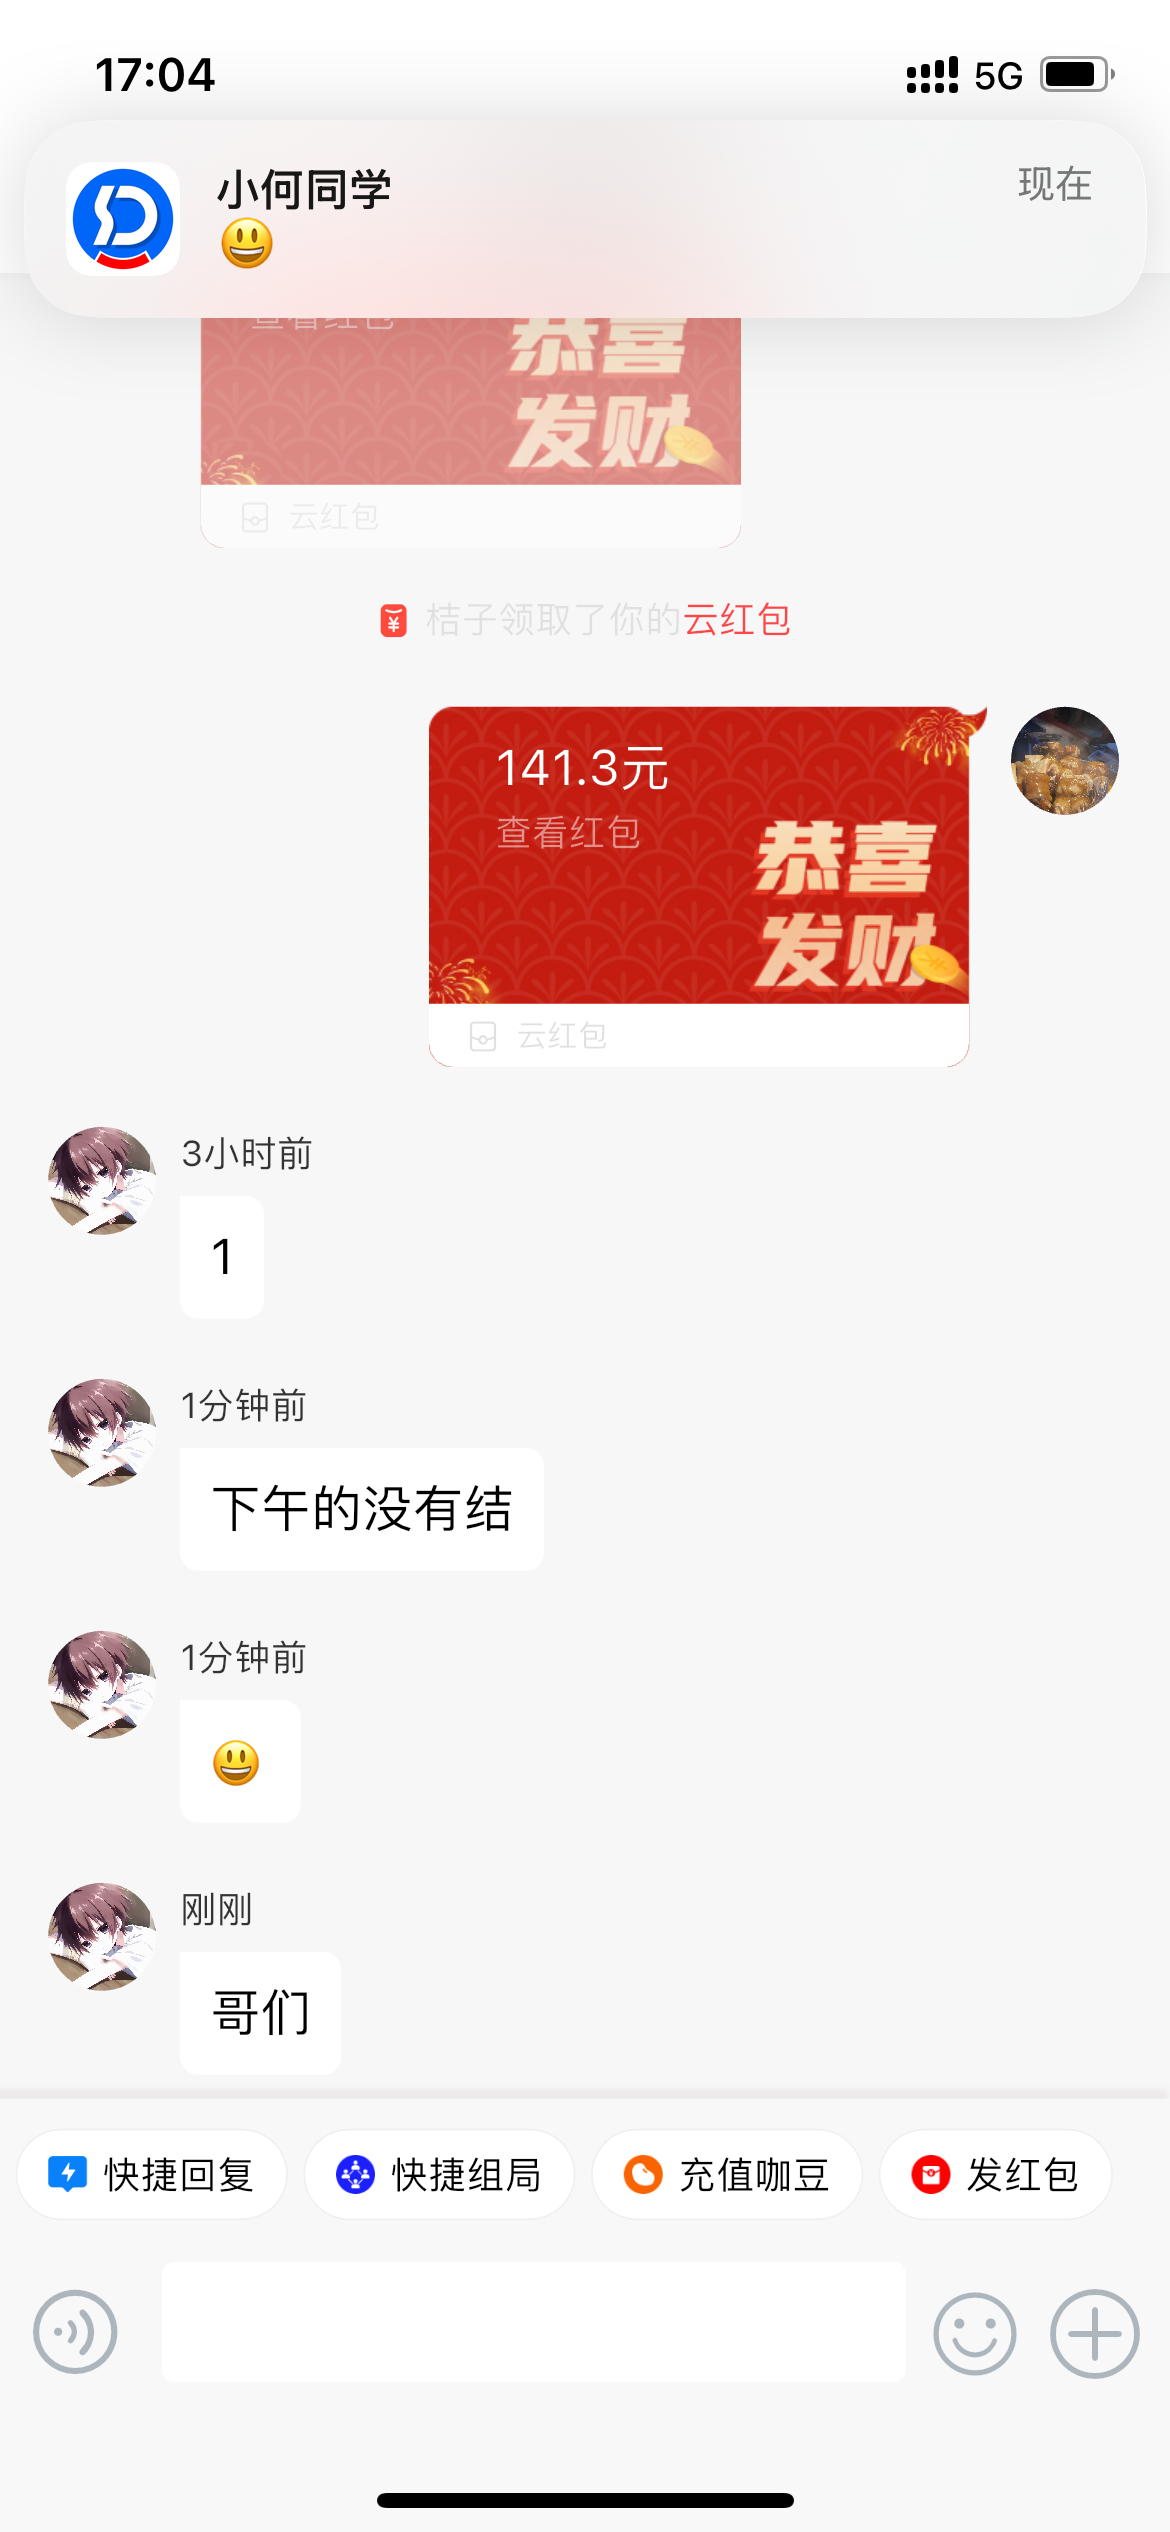 17:04
5G
小何同学
现在
😃
查看红包
恭喜
发财
云红包
桔子领取了你的云红包
141.3元
查看红包
恭喜
发财
云红包
3小时前
1
1分钟前
下午的没有结
1分钟前
😃
刚刚
哥们
快捷回复
快捷组局
充值咖豆
发红包